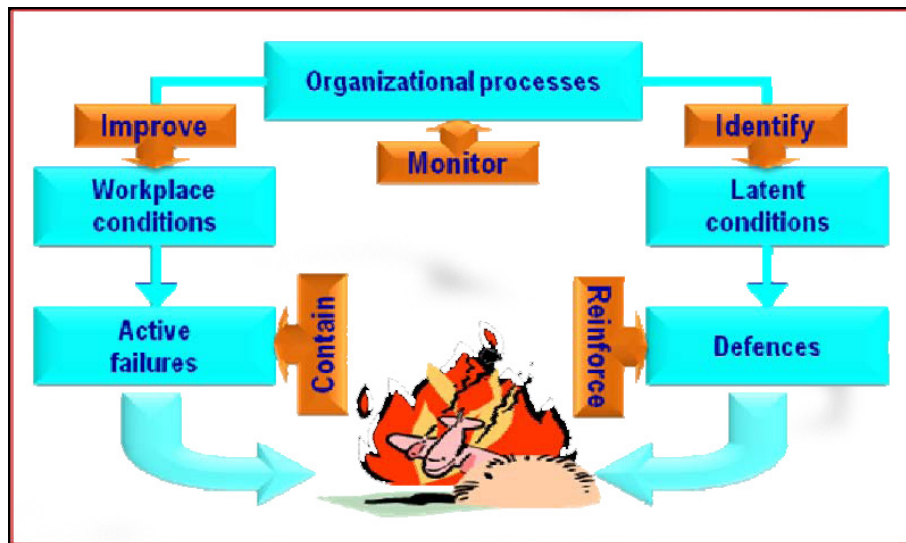 Organizational processes
Improve
Identify
Monitor
Workplace
conditions
Latent
conditions
Contain
Reinforce
Active
failures
Defences